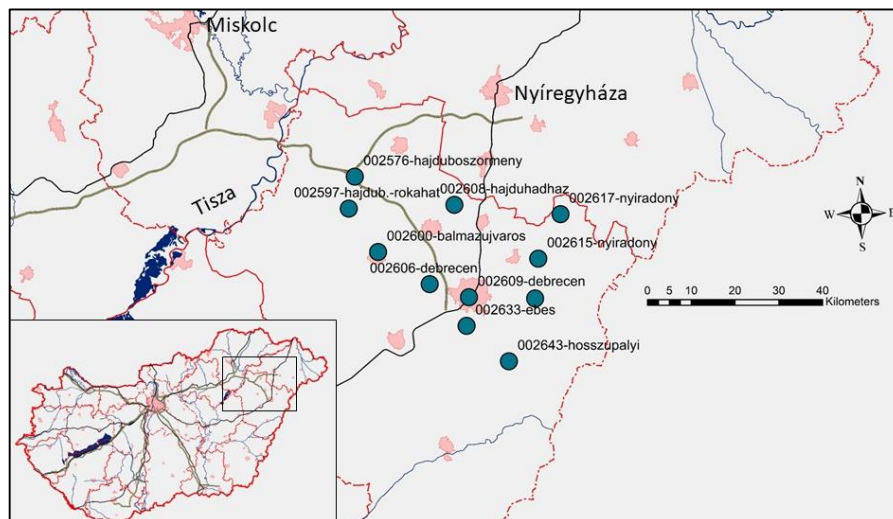 Miskolc
Nyíregyháza
002576-hajduboszormeny
002597-hajdub.-rokahat
002608-hajduhadhaz
002617-nyiradony
Tisza
002600-balmazujvaros
002615-nyiradony
002606-debrecen
002609-debrecen
002633-ebes
002643-hosszupalyi
N
W
E
S
0 5 10 20 30 40
Kilometers